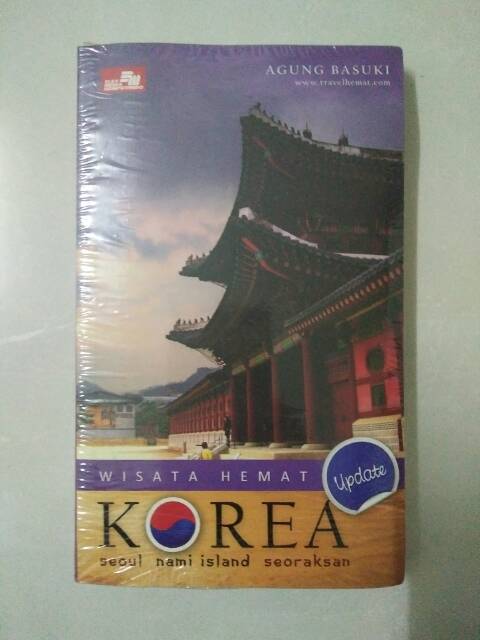 AGUNG BASUKI
www.travelhemat.com
WISATA HEMAT
Update
KOREA
seoul nami island seoraksan